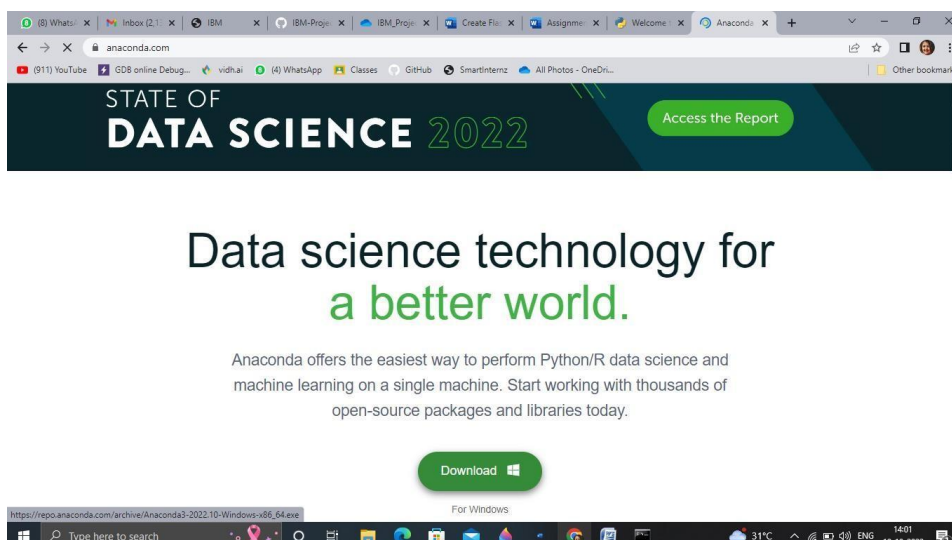 (8) Whats
Inbox (2,1
IBM
IBM-Proje
IBM_Proje
Create Fla
Assignme
Welcome
Anaconda
anaconda.com
(911) YouTube
GDB online Debug...
vidh.ai
(4) WhatsApp
Classes
GitHub
SmartInternz
All Photos - OneDri...
Other bookmark
STATE OF
DATA SCIENCE 2022
Access the Report
Data science technology for
a better world.
Anaconda offers the easiest way to perform Python/R data science and
machine learning on a single machine. Start working with thousands of
open-source packages and libraries today.
Download
For Windows
https://repo.anaconda.com/archive/Anaconda3-2022.10-Windows-x86_64.exe
Type here to search
31°C
ENG
14:01